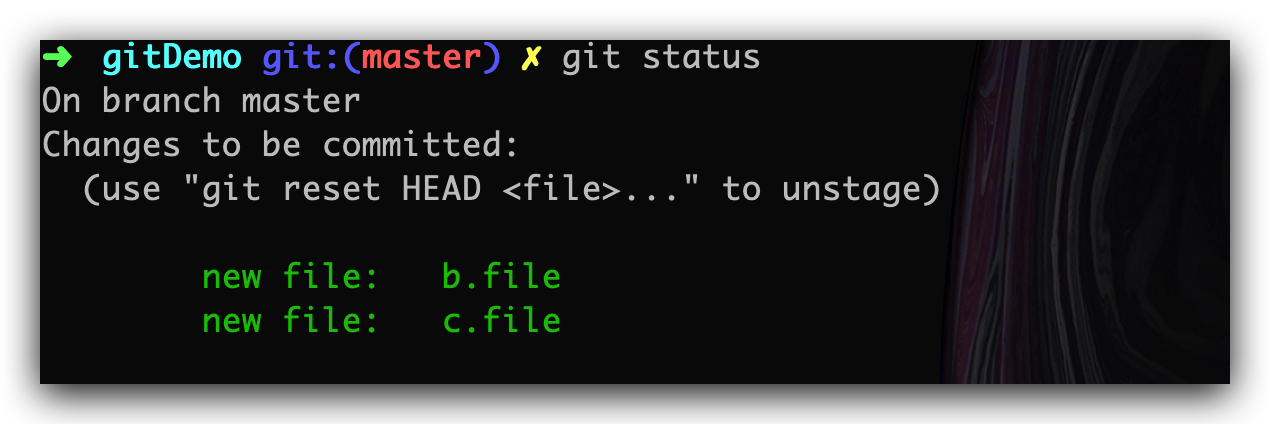 ➜ gitDemo git:(master) ✗ git status
On branch master
Changes to be committed:
(use "git reset HEAD <file>..." to unstage)
new file: b.file
new file: c.file